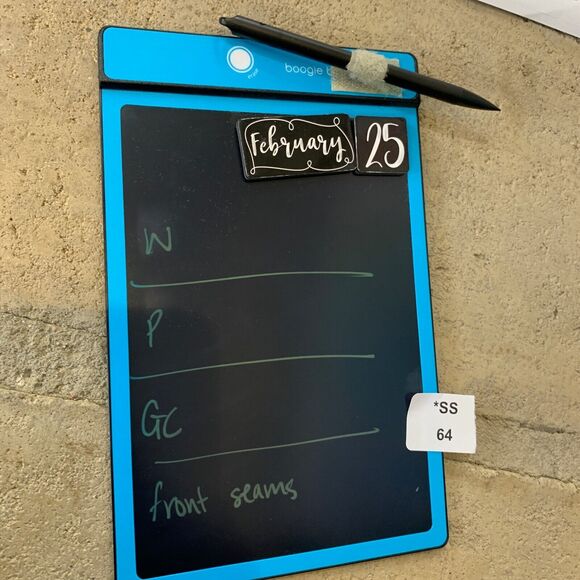 boogie b
February 25
W
P
GC
front seams
*SS
64